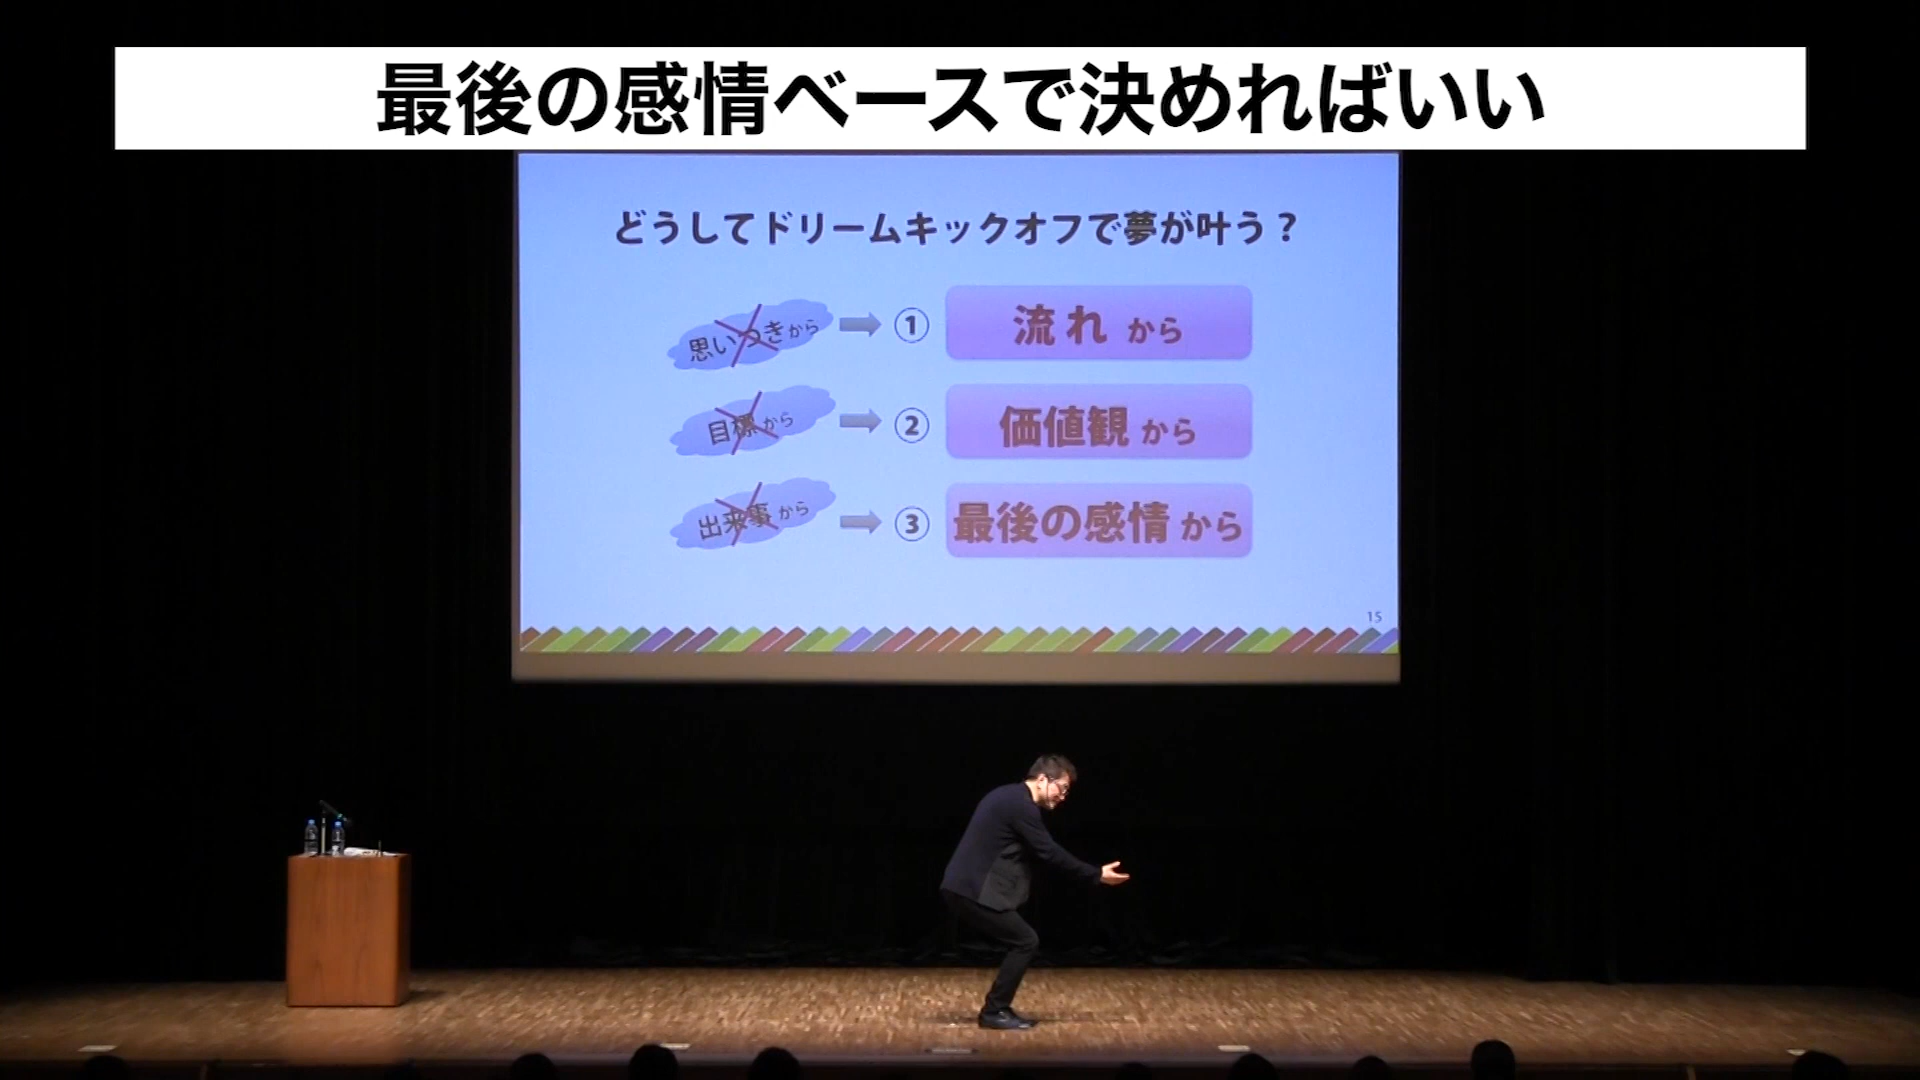 最後の感情ベースで決めればいい
どうしてドリームキックオフで夢が叶う？
思いつきから ① 流れ から
目標から ② 価値観 から
出来事から ③ 最後の感情 から
15